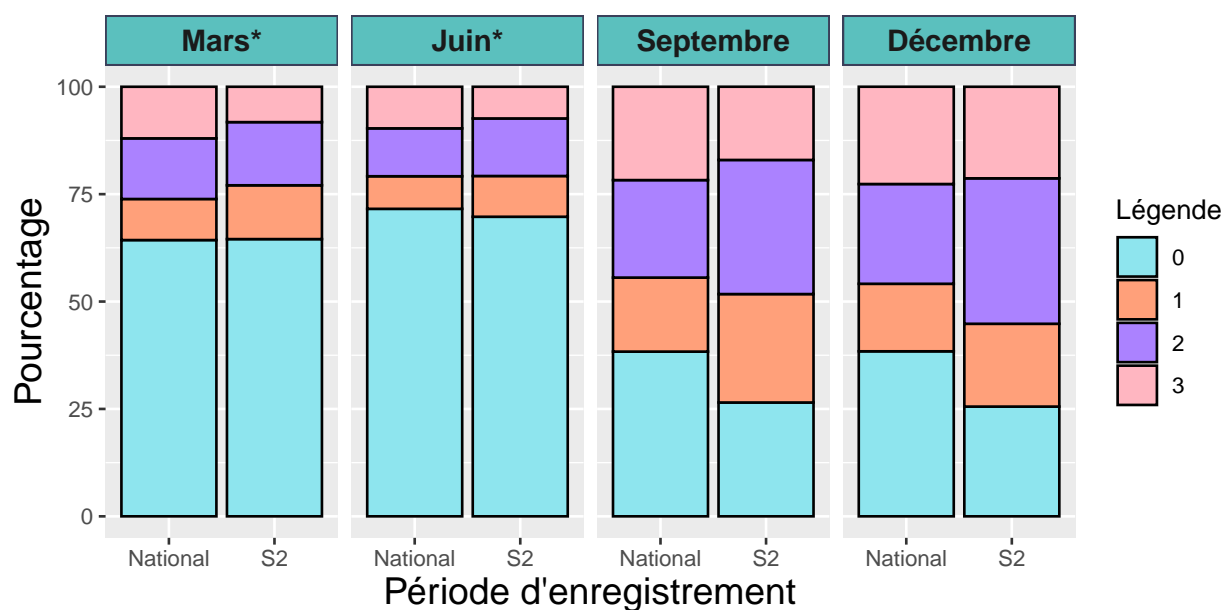 Mars* Juin* Septembre Décembre
100
75
50
25
0
Pourcentage
National S2 National S2 National S2 National S2
Période d'enregistrement
Légende
0
1
2
3